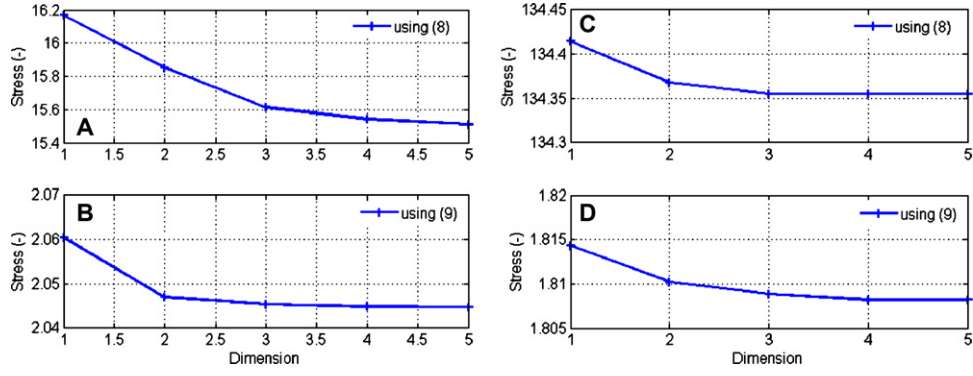 16.2
16
15.8
15.6
15.4
Stress (-)
A
using (8)
1 1.5 2 2.5 3 3.5 4 4.5 5
134.45
134.4
134.35
134.3
Stress (-)
C
using (8)
1 2 3 4 5
2.07
2.06
2.05
2.04
Stress (-)
B
using (9)
1 1.5 2 2.5 3 3.5 4 4.5 5
Dimension
1.82
1.815
1.81
1.805
Stress (-)
D
using (9)
1 2 3 4 5
Dimension